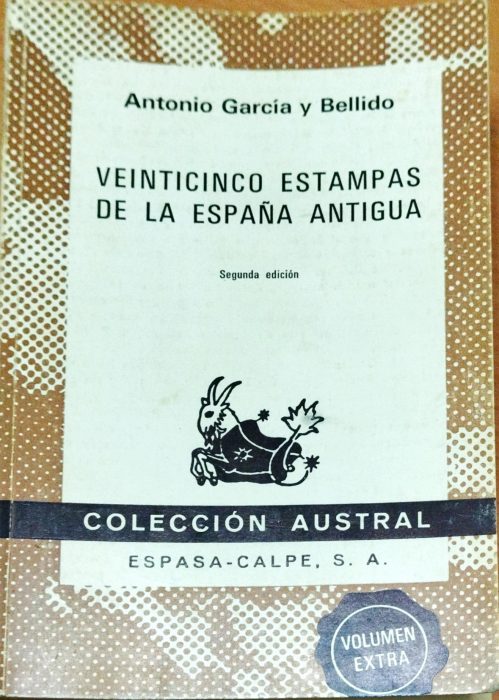 Antonio García y Bellido
VEINTICINCO ESTAMPAS
DE LA ESPAÑA ANTIGUA
Segunda edición
COLECCIÓN AUSTRAL
ESPASA-CALPE, S. A.
VOLUMEN
EXTRA